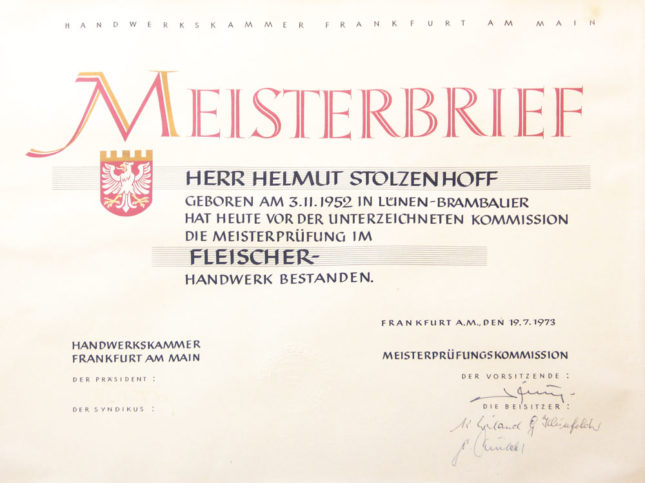 HANDWERKSKAMMER FRANKFURT AM MAIN
MEISTERBRIEF
HERR HELMUT STOLZENHOFF
GEBOREN AM 3.11.1952 IN LÜNEN-BRAMBAUER
HAT HEUTE VOR DER UNTERZEICHNETEN KOMMISSION
DIE MEISTERPRÜFUNG IM
FLEISCHER-
HANDWERK BESTANDEN.
FRANKFURT A.M., DEN 19.7.1973
HANDWERKSKAMMER
FRANKFURT AM MAIN
DER PRÄSIDENT:
DER SYNDIKUS:
MEISTERPRÜFUNGSKOMMISSION
DER VORSITZENDE:
DIE BEISITZER: